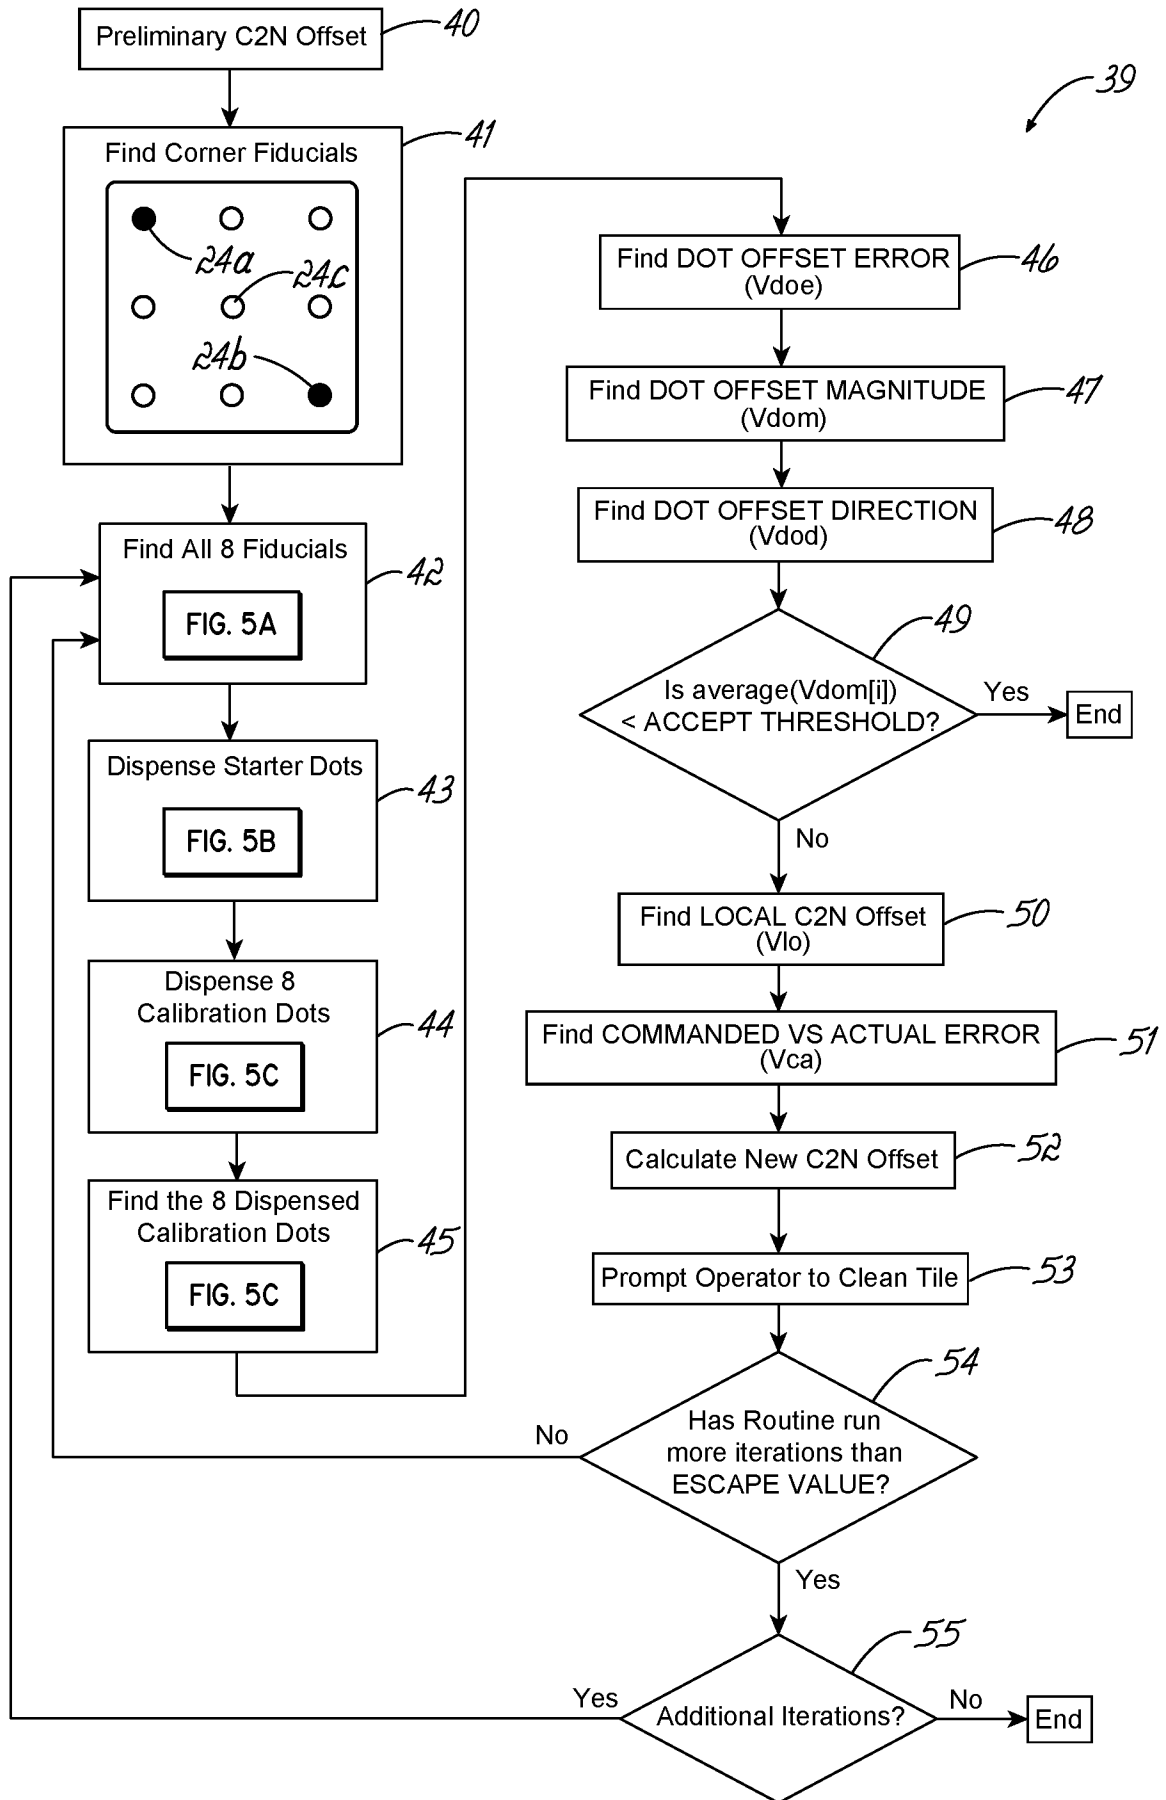 Preliminary C2N Offset
40
39
Find Corner Fiducials
41
24a
24c
24b
Find All 8 Fiducials
42
FIG. 5A
Dispense Starter Dots
43
FIG. 5B
Dispense 8
Calibration Dots
44
FIG. 5C
Find the 8 Dispensed
Calibration Dots
45
FIG. 5C
Find DOT OFFSET ERROR
(Vdoe)
46
Find DOT OFFSET MAGNITUDE
(Vdom)
47
Find DOT OFFSET DIRECTION
(Vdod)
48
49
Is average(Vdom[i])
< ACCEPT THRESHOLD?
Yes
End
No
Find LOCAL C2N Offset
(Vlo)
50
Find COMMANDED VS ACTUAL ERROR
(Vca)
51
Calculate New C2N Offset
52
Prompt Operator to Clean Tile
53
54
Has Routine run
more iterations than
ESCAPE VALUE?
No
Yes
55
Additional Iterations?
Yes
No
End